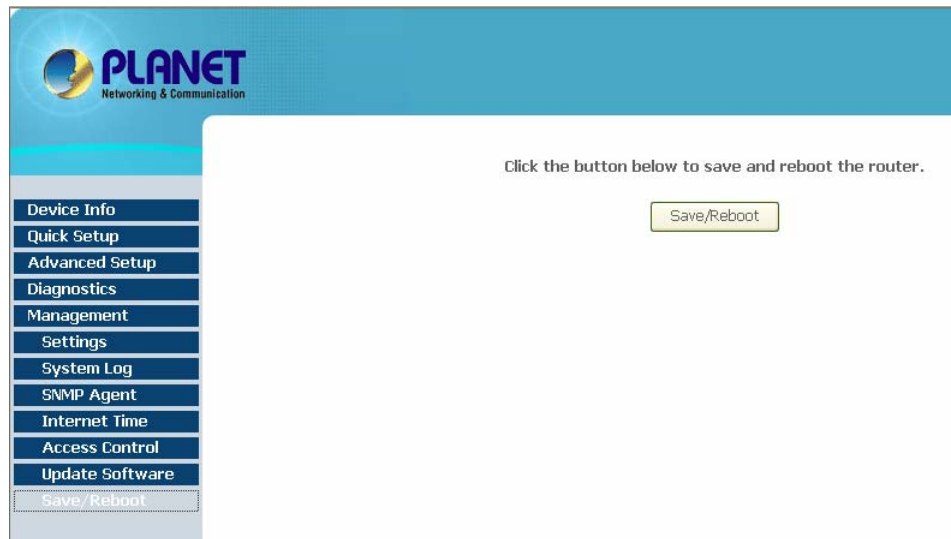 PLANET
Networking & Communication
Click the button below to save and reboot the router.
Save/Reboot
Device Info
Quick Setup
Advanced Setup
Diagnostics
Management
Settings
System Log
SNMP Agent
Internet Time
Access Control
Update Software
Save/Reboot